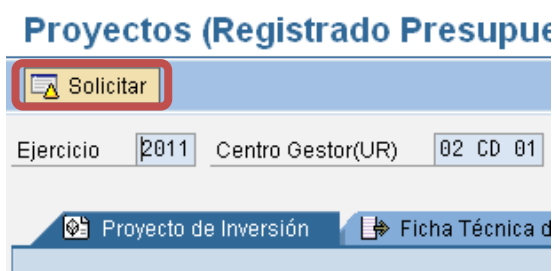 Proyectos (Registrado Presupue
Solicitar
Ejercicio 2011 Centro Gestor(UR) 02 CD 01
Proyecto de Inversión Ficha Técnica d